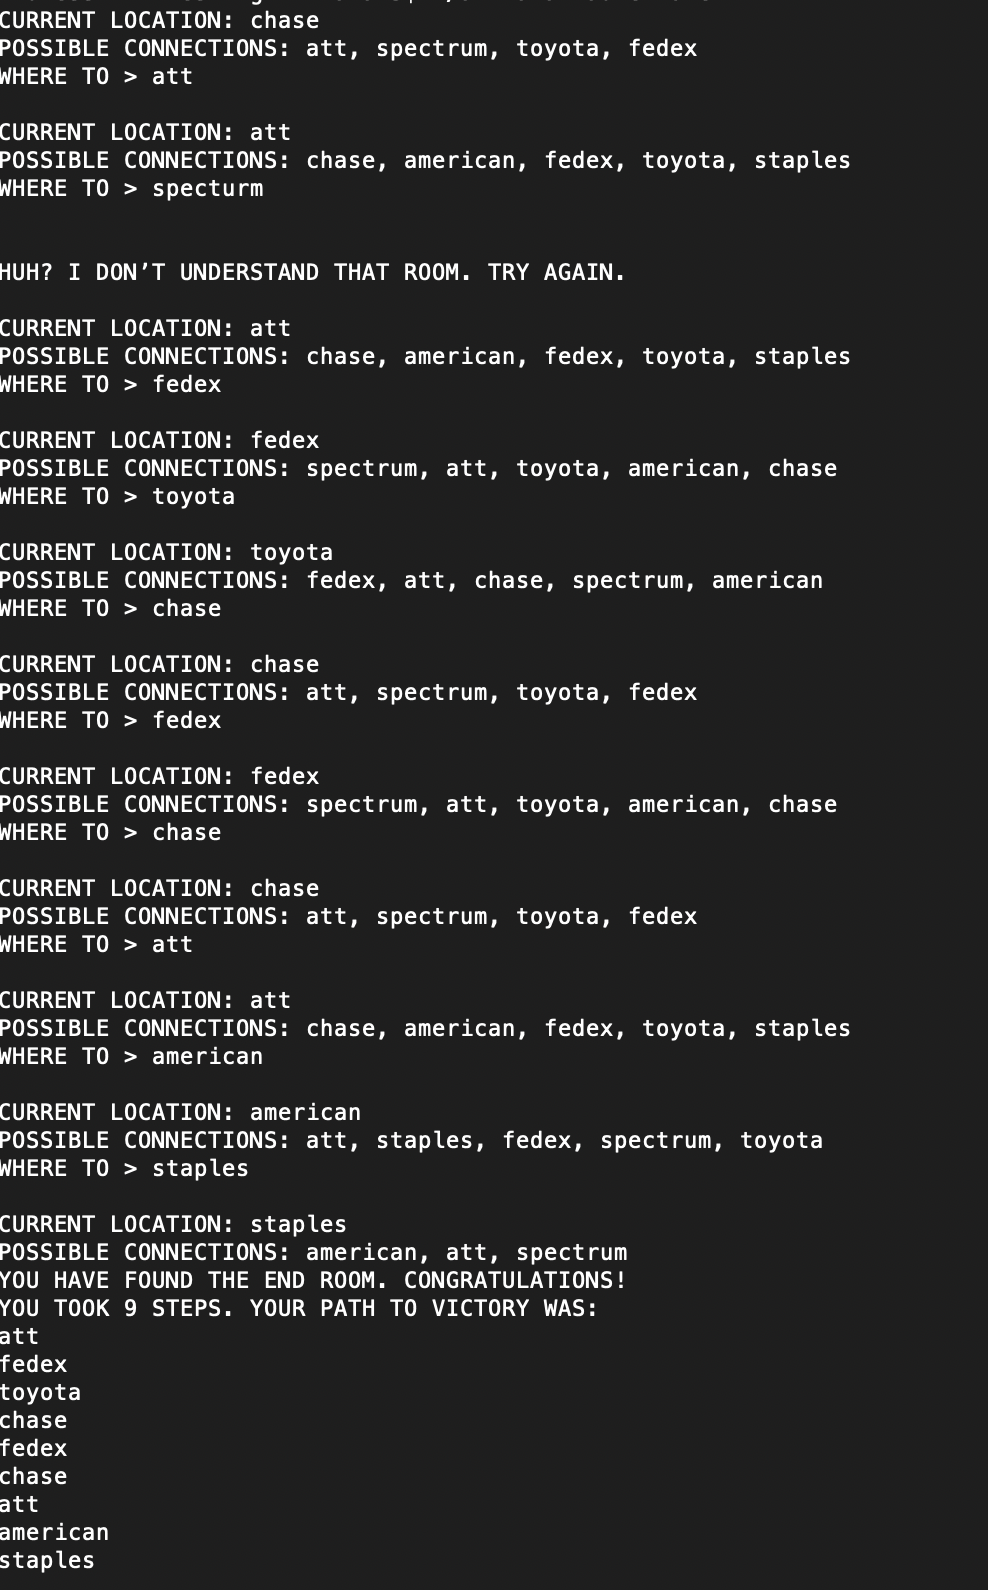 CURRENT LOCATION: chase
POSSIBLE CONNECTIONS: att, spectrum, toyota, fedex
WHERE TO > att
CURRENT LOCATION: att
POSSIBLE CONNECTIONS: chase, american, fedex, toyota, staples
WHERE TO > specturm
HUH? I DON’T UNDERSTAND THAT ROOM. TRY AGAIN.
CURRENT LOCATION: att
POSSIBLE CONNECTIONS: chase, american, fedex, toyota, staples
WHERE TO > fedex
CURRENT LOCATION: fedex
POSSIBLE CONNECTIONS: spectrum, att, toyota, american, chase
WHERE TO > toyota
CURRENT LOCATION: toyota
POSSIBLE CONNECTIONS: fedex, att, chase, spectrum, american
WHERE TO > chase
CURRENT LOCATION: chase
POSSIBLE CONNECTIONS: att, spectrum, toyota, fedex
WHERE TO > fedex
CURRENT LOCATION: fedex
POSSIBLE CONNECTIONS: spectrum, att, toyota, american, chase
WHERE TO > chase
CURRENT LOCATION: chase
POSSIBLE CONNECTIONS: att, spectrum, toyota, fedex
WHERE TO > att
CURRENT LOCATION: att
POSSIBLE CONNECTIONS: chase, american, fedex, toyota, staples
WHERE TO > american
CURRENT LOCATION: american
POSSIBLE CONNECTIONS: att, staples, fedex, spectrum, toyota
WHERE TO > staples
CURRENT LOCATION: staples
POSSIBLE CONNECTIONS: american, att, spectrum
YOU HAVE FOUND THE END ROOM. CONGRATULATIONS!
YOU TOOK 9 STEPS. YOUR PATH TO VICTORY WAS:
att
fedex
toyota
chase
fedex
chase
att
american
staples